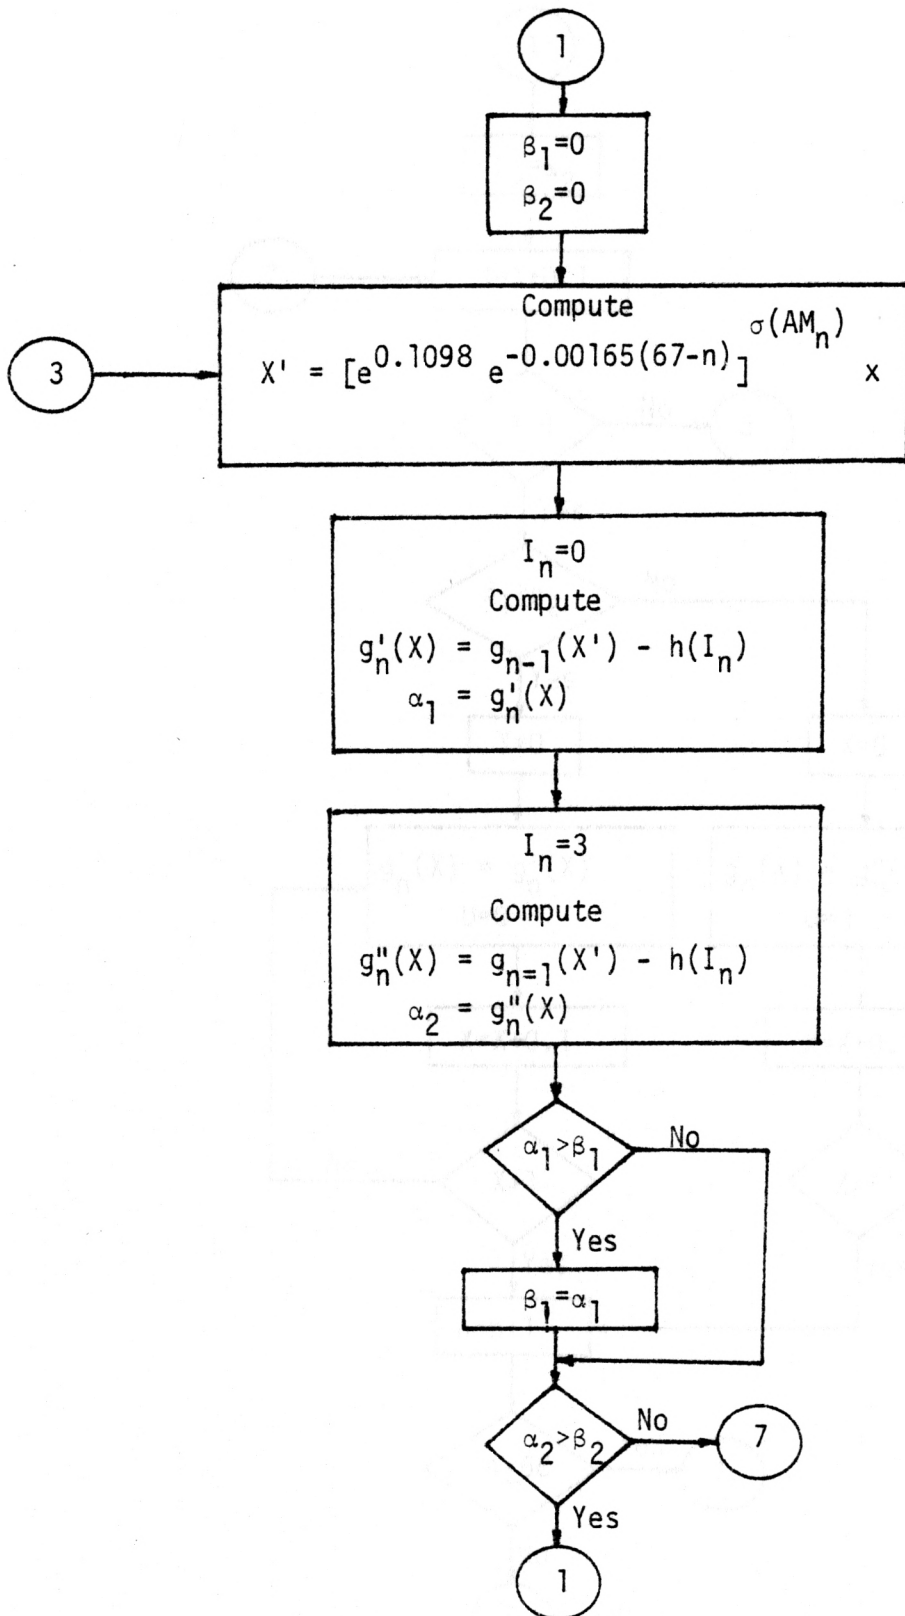 1
β₁=0
β₂=0
Compute
3
X' = [e^0.1098 e^-0.00165(67-n)]^σ(AMₙ) x
Iₙ=0
Compute
g'ₙ(X) = gₙ₋₁(X') - h(Iₙ)
α₁ = g'ₙ(X)
Iₙ=3
Compute
g"ₙ(X) = gₙ₌₁(X') - h(Iₙ)
α₂ = g"ₙ(X)
α₁>β₁
No
Yes
β₁=α₁
α₂>β₂
No
7
Yes
1